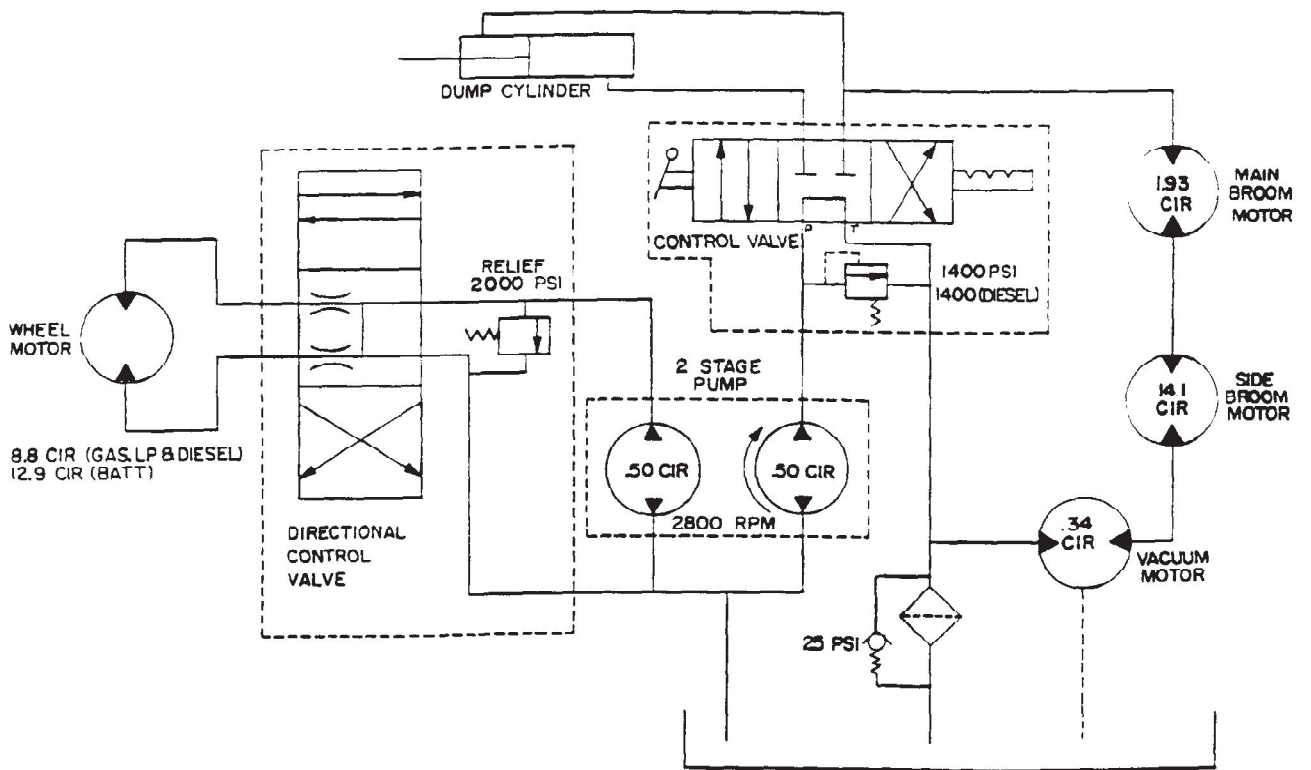 DUMP CYLINDER
1.93
CIR
MAIN
BROOM
MOTOR
CONTROL VALVE
P
T
RELIEF
2000 PSI
1400 PSI
1400 (DIESEL)
WHEEL
MOTOR
2 STAGE
PUMP
14.1
CIR
SIDE
BROOM
MOTOR
8.8 CIR (GAS, LP & DIESEL)
12.9 CIR (BATT)
.50 CIR
.50 CIR
2800 RPM
DIRECTIONAL
CONTROL
VALVE
.34
CIR
VACUUM
MOTOR
25 PSI